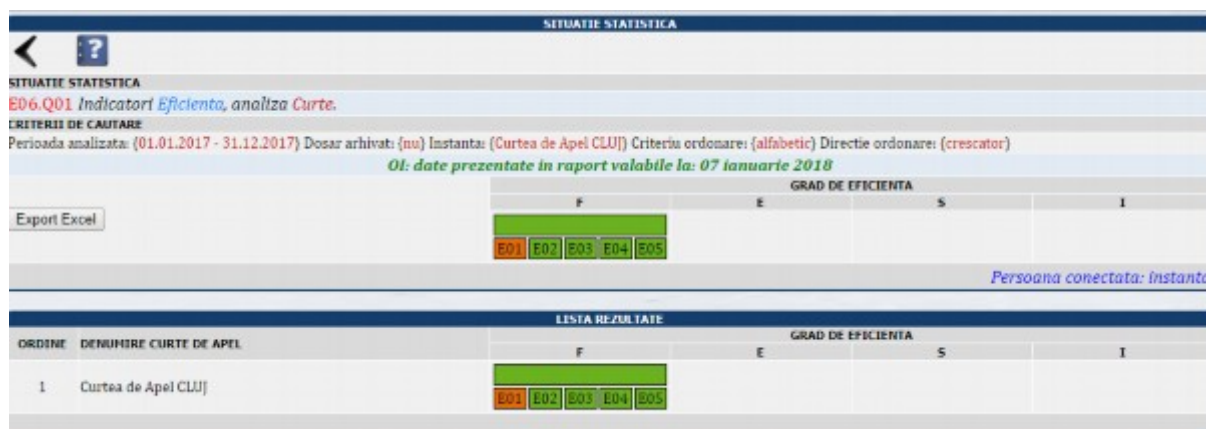 SITUATIE STATISTICA
?
SITUATIE STATISTICA
E06.Q01 Indicatori Eficienta, analiza Curte.
CRITERII DE CAUTARE
Perioada analizata: (01.01.2017 - 31.12.2017) Dosar arhivat: (nu) Instanta: (Curtea de Apel CLUJ) Criteriu ordonare: (alfabetic) Directie ordonare: (crescator)
OI: date prezentate in raport valabile la: 07 ianuarie 2018
GRAD DE EFICIENTA
F E S I
Export Excel
E01 E02 E03 E04 E05
Persoana conectata: instanta
LISTA REZULTATE
ORDINE DENUMIRE CURTE DE APEL GRAD DE EFICIENTA
F E S I
1 Curtea de Apel CLUJ
E01 E02 E03 E04 E05